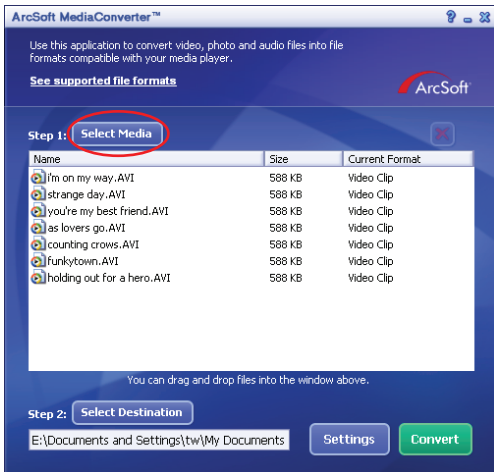 ArcSoft MediaConverter™
Use this application to convert video, photo and audio files into file
formats compatible with your media player.
See supported file formats
ArcSoft
Step 1: Select Media
Name Size Current Format
i'm on my way.AVI 588 KB Video Clip
strange day.AVI 588 KB Video Clip
you're my best friend.AVI 588 KB Video Clip
as lovers go.AVI 588 KB Video Clip
counting crows.AVI 588 KB Video Clip
funkytown.AVI 588 KB Video Clip
holding out for a hero.AVI 588 KB Video Clip
You can drag and drop files into the window above.
Step 2: Select Destination
E:\Documents and Settings\tw\My Documents Settings Convert